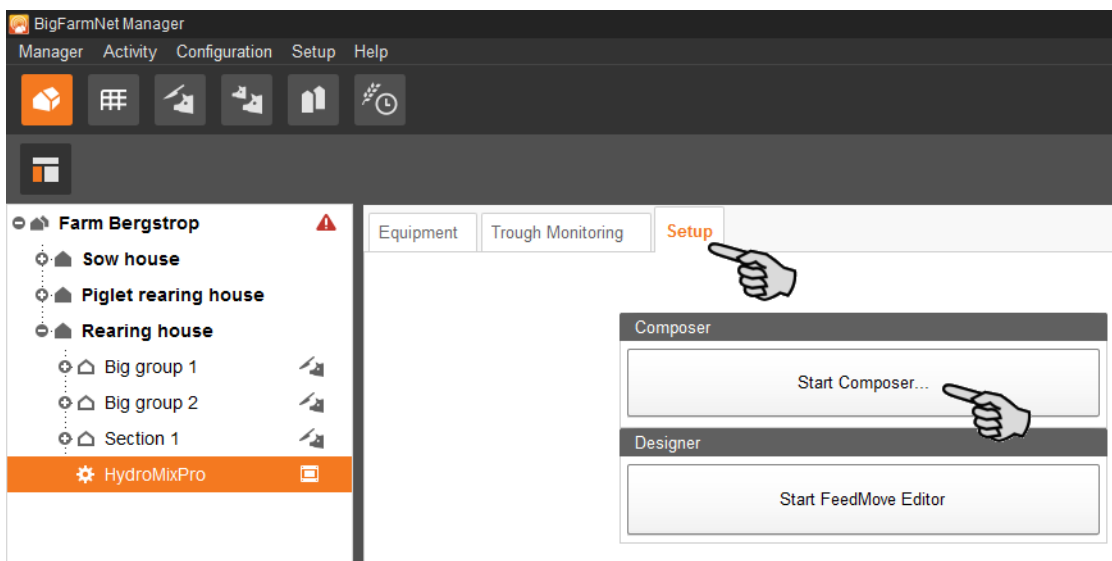 BigFarmNet Manager
Manager Activity Configuration Setup Help
Farm Bergstrop
Sow house
Piglet rearing house
Rearing house
Big group 1
Big group 2
Section 1
HydroMixPro
Equipment Trough Monitoring Setup
Composer
Start Composer...
Designer
Start FeedMove Editor